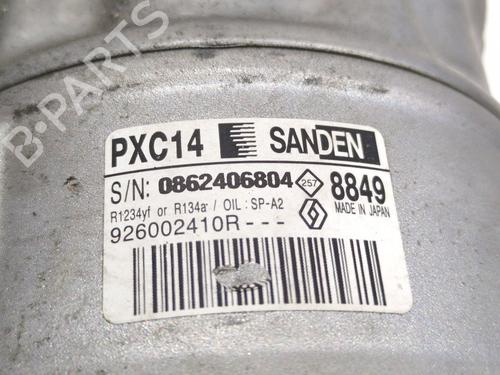 B-PARTS
PXC14 SANDEN
S/N: 0862406804 257 8849
R1234yf or R134a / OIL : SP-A2 MADE IN JAPAN
926002410R---